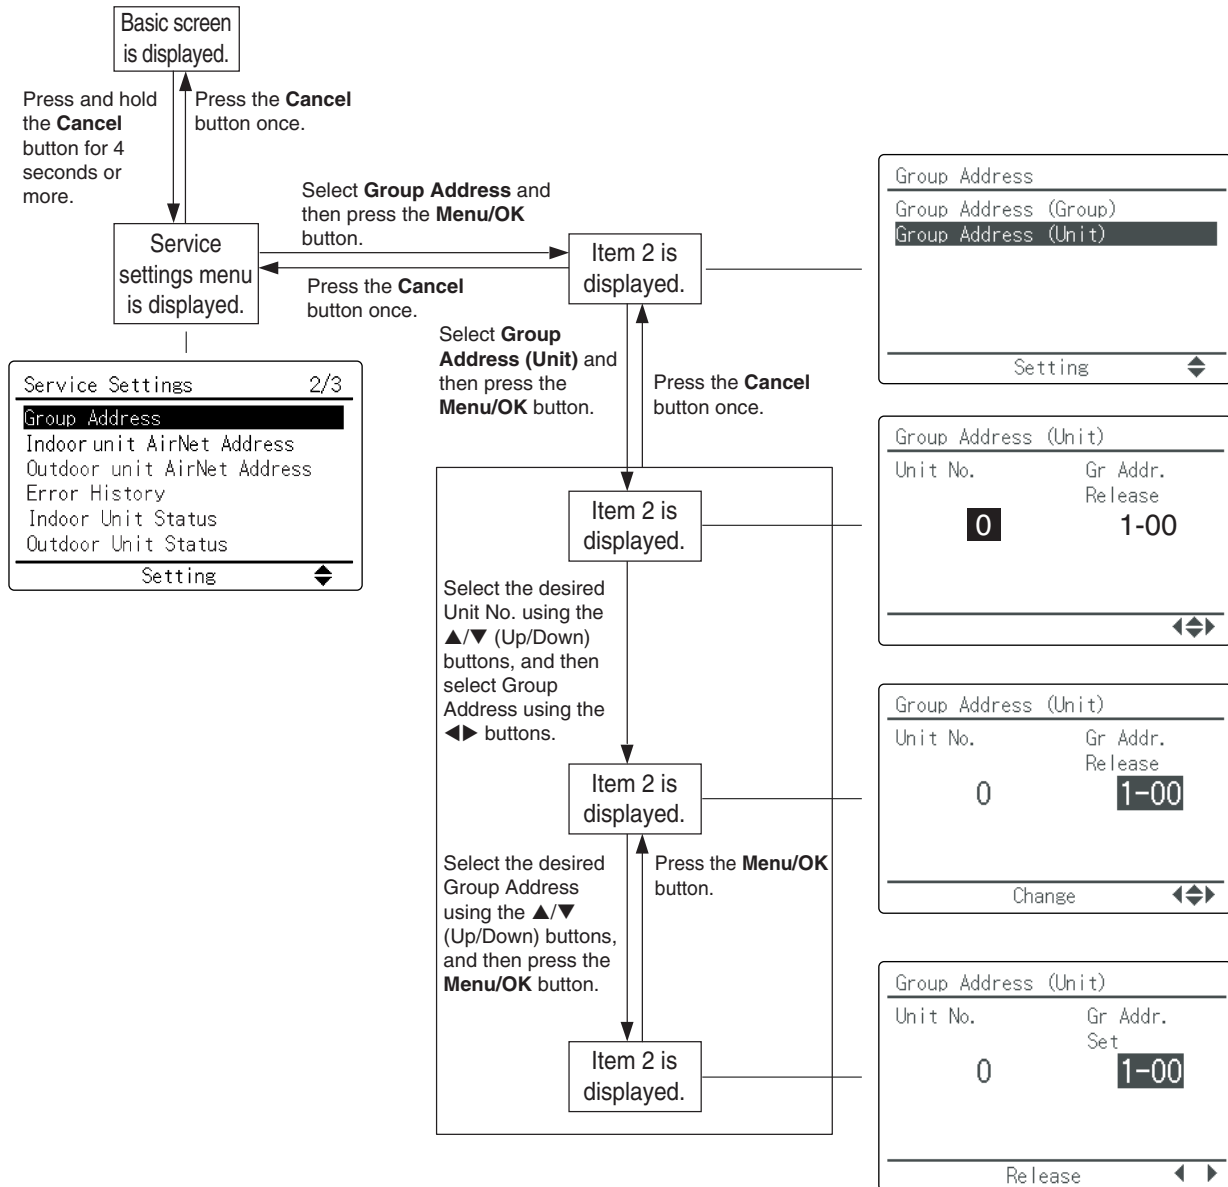 Basic screen
is displayed.
Press and hold
the Cancel
button for 4
seconds or
more.
Press the Cancel
button once.
Service
settings menu
is displayed.
Select Group Address and
then press the Menu/OK
button.
Press the Cancel
button once.
Item 2 is
displayed.
Group Address
Group Address (Group)
Group Address (Unit)
Setting
Service Settings 2/3
Group Address
Indoor unit AirNet Address
Outdoor unit AirNet Address
Error History
Indoor Unit Status
Outdoor Unit Status
Setting
Select Group
Address (Unit) and
then press the
Menu/OK button.
Press the Cancel
button once.
Item 2 is
displayed.
Group Address (Unit)
Unit No. Gr Addr.
Release
0 1-00
Select the desired
Unit No. using the
▲/▼ (Up/Down)
buttons, and then
select Group
Address using the
◀▶ buttons.
Item 2 is
displayed.
Group Address (Unit)
Unit No. Gr Addr.
Release
0 1-00
Change
Select the desired
Group Address
using the ▲/▼
(Up/Down) buttons,
and then press the
Menu/OK button.
Press the Menu/OK
button.
Item 2 is
displayed.
Group Address (Unit)
Unit No. Gr Addr.
Set
0 1-00
Release